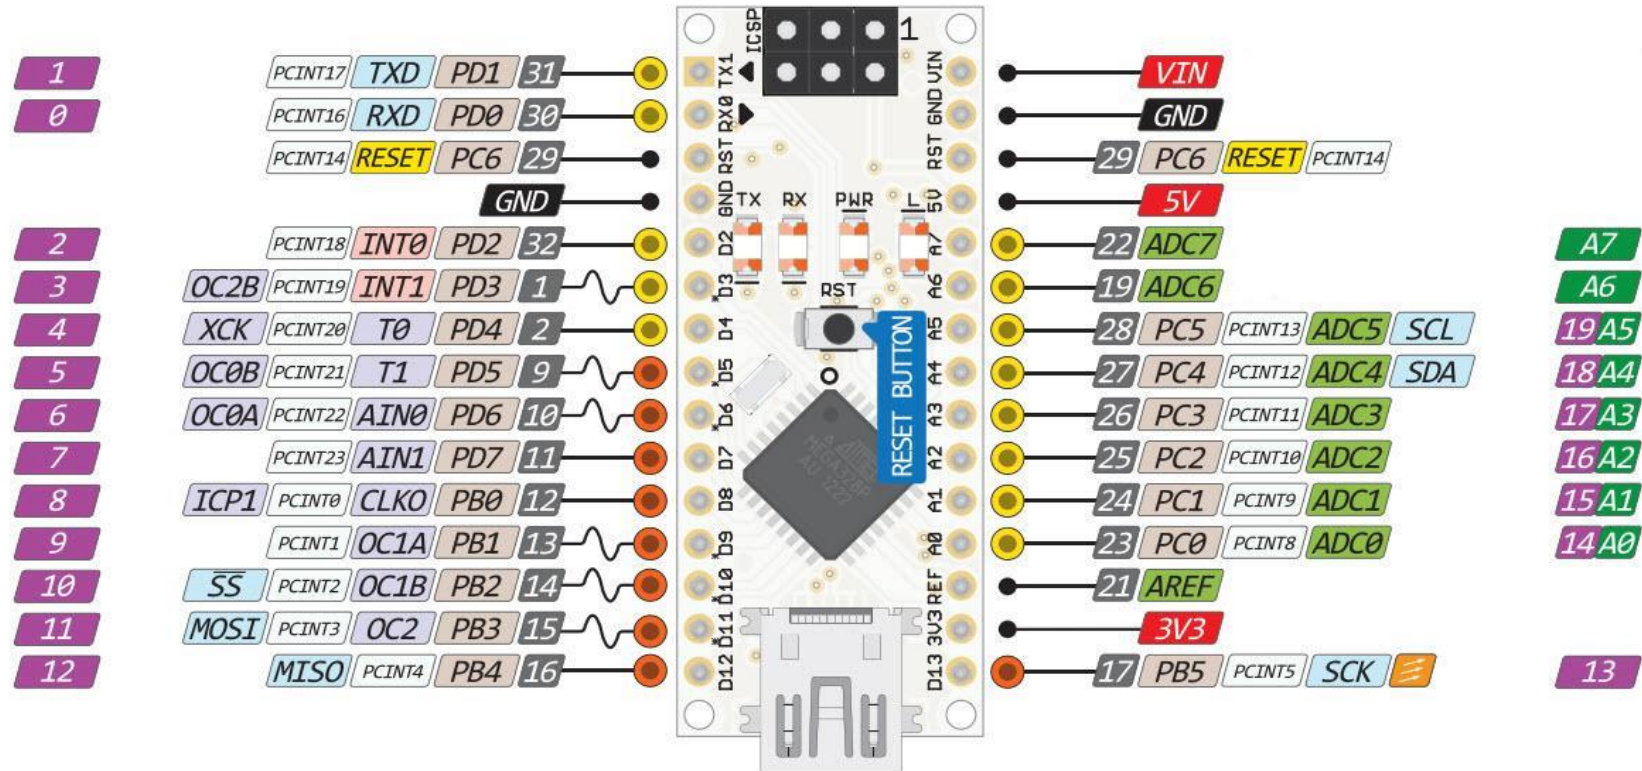 ICSP 1
1 PCINT17 TXD PD1 31 TX1 VIN VIN
0 PCINT16 RXD PD0 30 RX0 GND GND
PCINT14 RESET PC6 29 RST RST 29 PC6 RESET PCINT14
GND GND 5V 5V
TX RX PWR L
2 PCINT18 INT0 PD2 32 D2 A7 22 ADC7 A7
3 OC2B PCINT19 INT1 PD3 1 *D3 A6 19 ADC6 A6
RST
4 XCK PCINT20 T0 PD4 2 D4 A5 28 PC5 PCINT13 ADC5 SCL 19 A5
5 OC0B PCINT21 T1 PD5 9 *D5 A4 27 PC4 PCINT12 ADC4 SDA 18 A4
RESET BUTTON
6 OC0A PCINT22 AIN0 PD6 10 *D6 A3 26 PC3 PCINT11 ADC3 17 A3
7 PCINT23 AIN1 PD7 11 D7 A2 25 PC2 PCINT10 ADC2 16 A2
MEGA328P
AU 1227
8 ICP1 PCINT0 CLKO PB0 12 D8 A1 24 PC1 PCINT9 ADC1 15 A1
9 PCINT1 OC1A PB1 13 *D9 A0 23 PC0 PCINT8 ADC0 14 A0
10 SS PCINT2 OC1B PB2 14 *D10 REF 21 AREF
11 MOSI PCINT3 OC2 PB3 15 *D11 3V3 3V3
12 MISO PCINT4 PB4 16 D12 D13 17 PB5 PCINT5 SCK 13